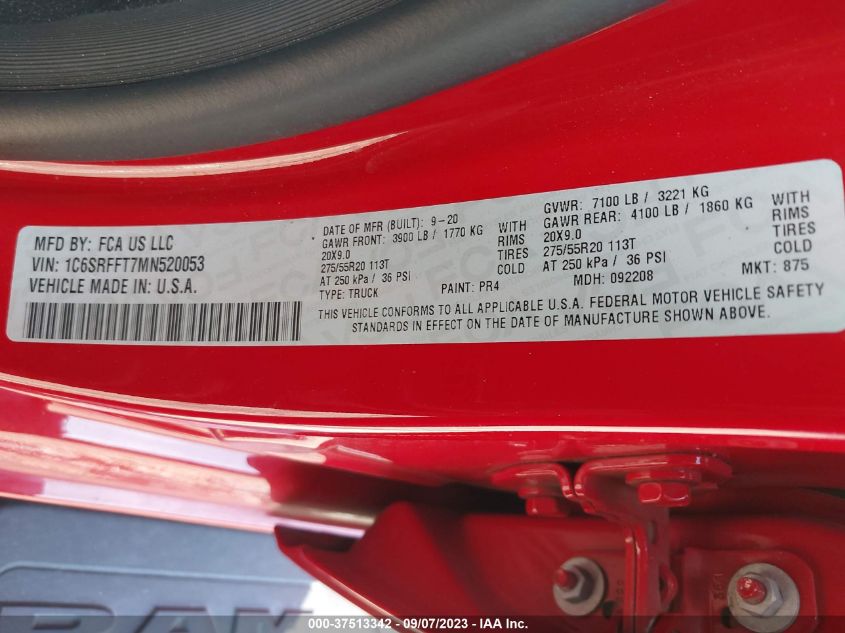 MFD BY: FCA US LLC
VIN: 1C6SRFFT7MN520053
VEHICLE MADE IN: U.S.A.
DATE OF MFR (BUILT): 9-20
GAWR FRONT: 3900 LB / 1770 KG WITH
20X9.0 RIMS
275/55R20 113T TIRES
AT 250 kPa / 36 PSI COLD
TYPE: TRUCK PAINT: PR4
GVWR: 7100 LB / 3221 KG
GAWR REAR: 4100 LB / 1860 KG WITH
20X9.0 RIMS
275/55R20 113T TIRES
AT 250 kPa / 36 PSI COLD
MDH: 092208 MKT: 875
THIS VEHICLE CONFORMS TO ALL APPLICABLE U.S.A. FEDERAL MOTOR VEHICLE SAFETY
STANDARDS IN EFFECT ON THE DATE OF MANUFACTURE SHOWN ABOVE.
RAM
000-37513342 - 09/07/2023 - IAA Inc.